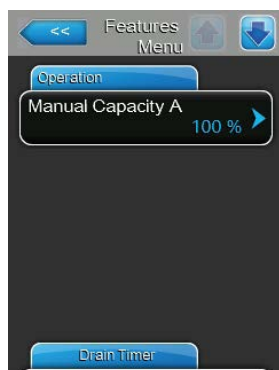 <<
Features
Menu
Operation
Manual Capacity A
100 %
Drain Timer